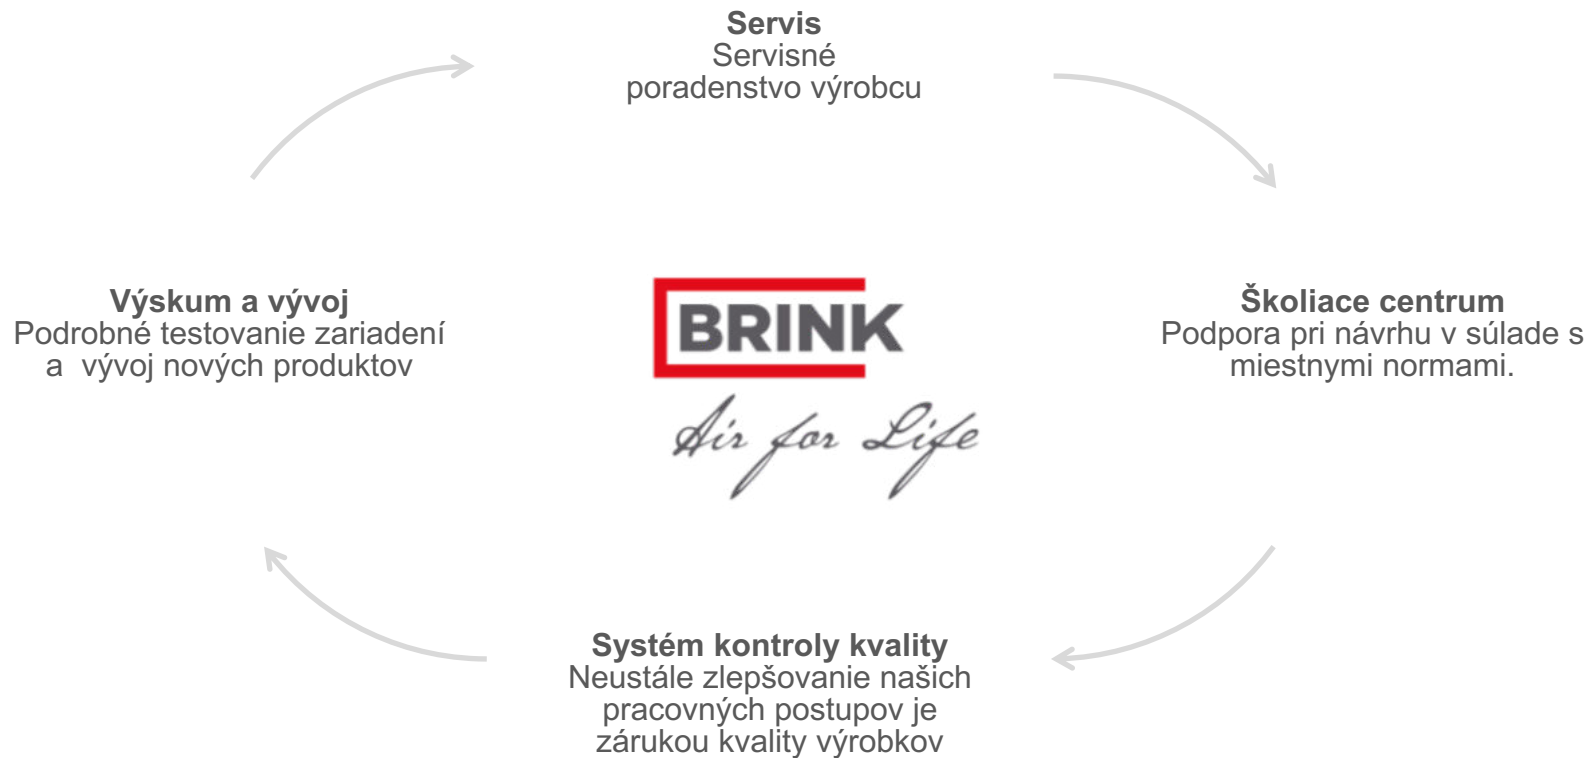 Servis
Servisné
poradenstvo výrobcu
Výskum a vývoj
Podrobné testovanie zariadení
a  vývoj nových produktov
BRINK
Air for Life
Školiace centrum
Podpora pri návrhu v súlade s
miestnymi normami.
Systém kontroly kvality
Neustále zlepšovanie našich
pracovných postupov je
zárukou kvality výrobkov